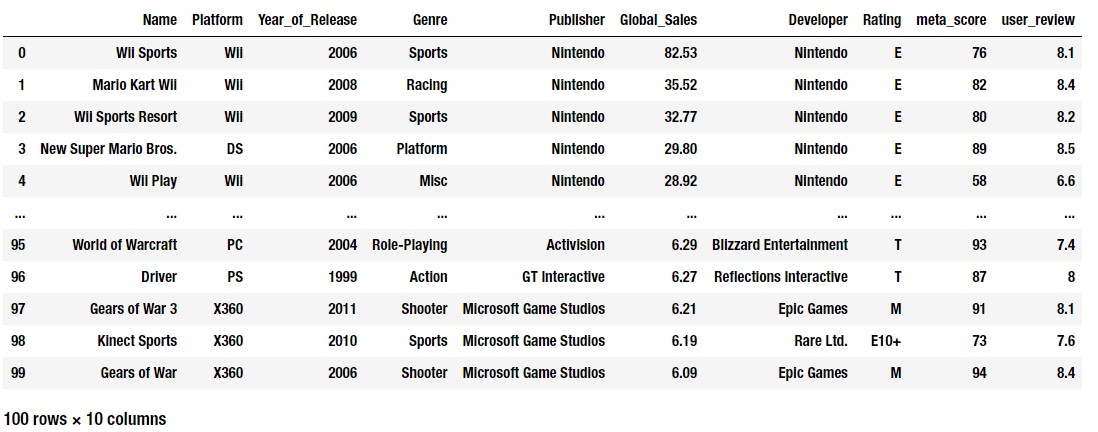 Name Platform Year_of_Release Genre Publisher Global_Sales Developer Rating meta_score user_review
0 Wii Sports Wii 2006 Sports Nintendo 82.53 Nintendo E 76 8.1
1 Mario Kart Wii Wii 2008 Racing Nintendo 35.52 Nintendo E 82 8.4
2 Wii Sports Resort Wii 2009 Sports Nintendo 32.77 Nintendo E 80 8.2
3 New Super Mario Bros. DS 2006 Platform Nintendo 29.80 Nintendo E 89 8.5
4 Wii Play Wii 2006 Misc Nintendo 28.92 Nintendo E 58 6.6
... ... ... ... ... ... ... ... ... ... ...
95 World of Warcraft PC 2004 Role-Playing Activision 6.29 Blizzard Entertainment T 93 7.4
96 Driver PS 1999 Action GT Interactive 6.27 Reflections Interactive T 87 8
97 Gears of War 3 X360 2011 Shooter Microsoft Game Studios 6.21 Epic Games M 91 8.1
98 Kinect Sports X360 2010 Sports Microsoft Game Studios 6.19 Rare Ltd. E10+ 73 7.6
99 Gears of War X360 2006 Shooter Microsoft Game Studios 6.09 Epic Games M 94 8.4
100 rows × 10 columns